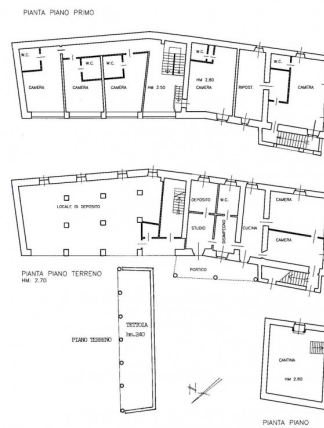 PIANTA PIANO PRIMO
W.C.
W.C.
W.C.
W.C.
CAMERA
CAMERA
CAMERA
HM 3.50
HM 2.80
CAMERA
RIPOST.
CAMERA
LOCALE DI DEPOSITO
DEPOSITO
W.C.
STUDIO
DISIMPEGNO
CUCINA
CAMERA
CAMERA
PIANTA PIANO TERRENO
HM: 2.70
PORTICO
PIANO TERRENO
TETTOIA
hm.240
CANTINA
HM 2.80
PIANTA PIANO